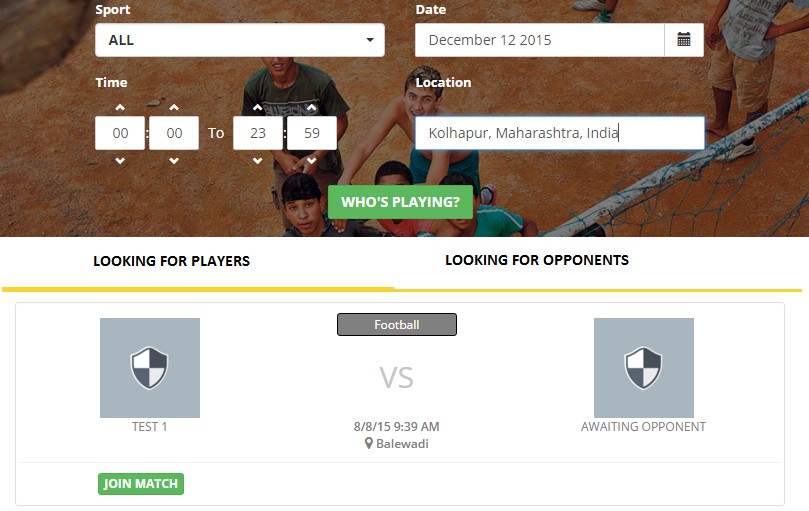 Sport
Date
ALL
December 12 2015
Time
Location
00 : 00 To 23 : 59
Kolhapur, Maharashtra, India
WHO'S PLAYING?
LOOKING FOR PLAYERS
LOOKING FOR OPPONENTS
Football
VS
TEST 1
8/8/15 9:39 AM
AWAITING OPPONENT
Balewadi
JOIN MATCH